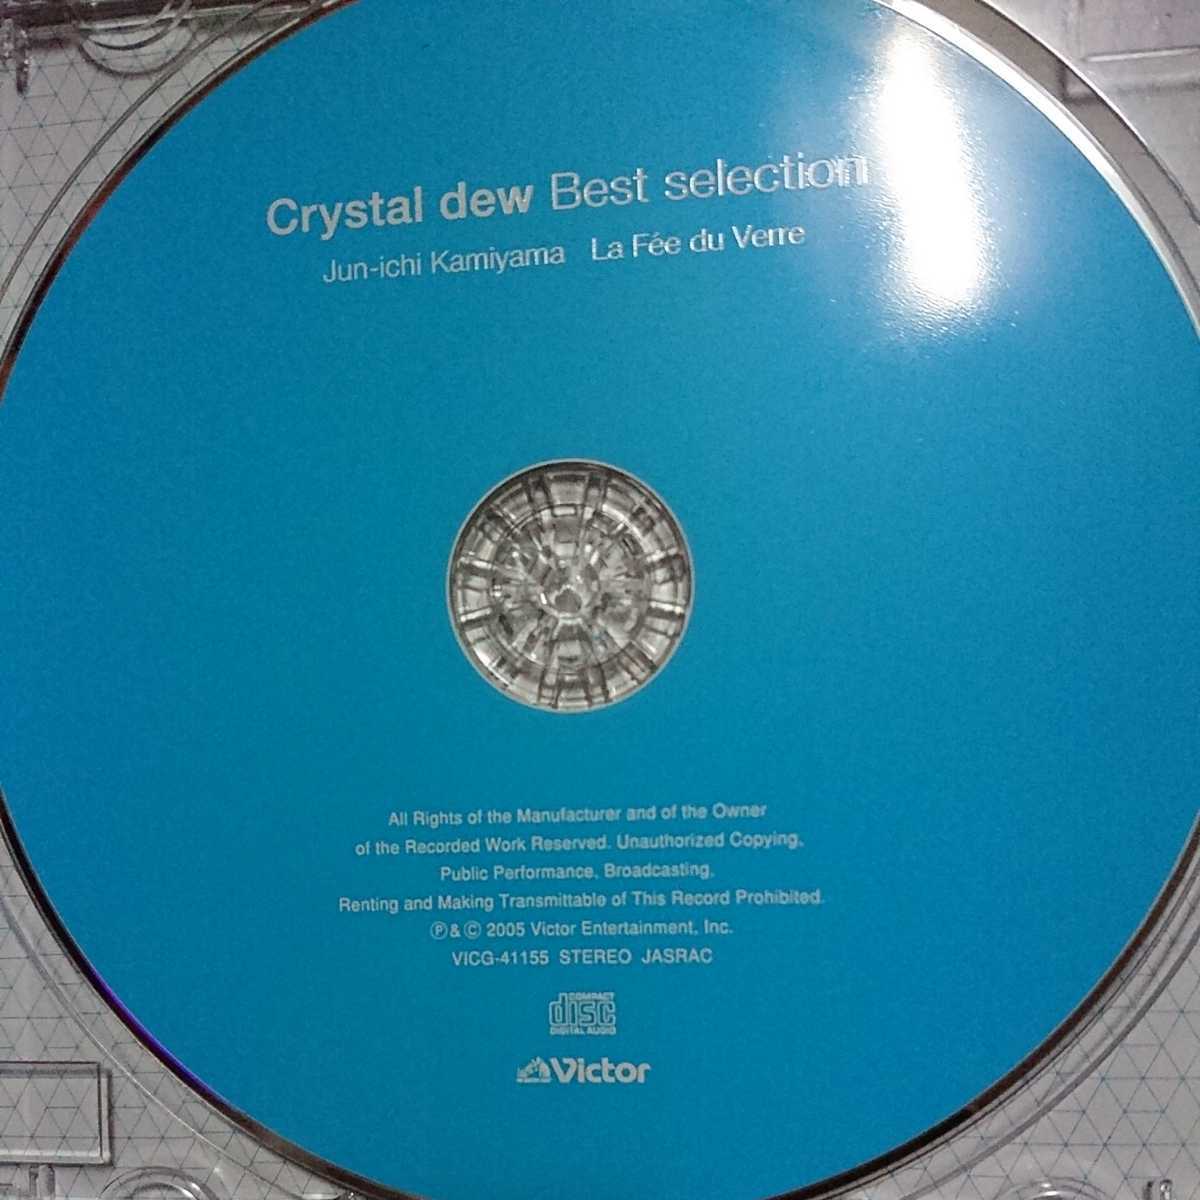 Crystal dew Best selection
Jun-ichi Kamiyama La Fée du Verre
All Rights of the Manufacturer and of the Owner
of the Recorded Work Reserved. Unauthorized Copying,
Public Performance, Broadcasting,
Renting and Making Transmittable of This Record Prohibited.
Ⓟ&© 2005 Victor Entertainment, Inc.
VICG-41155 STEREO JASRAC
COMPACT
disc
DIGITAL AUDIO
Victor